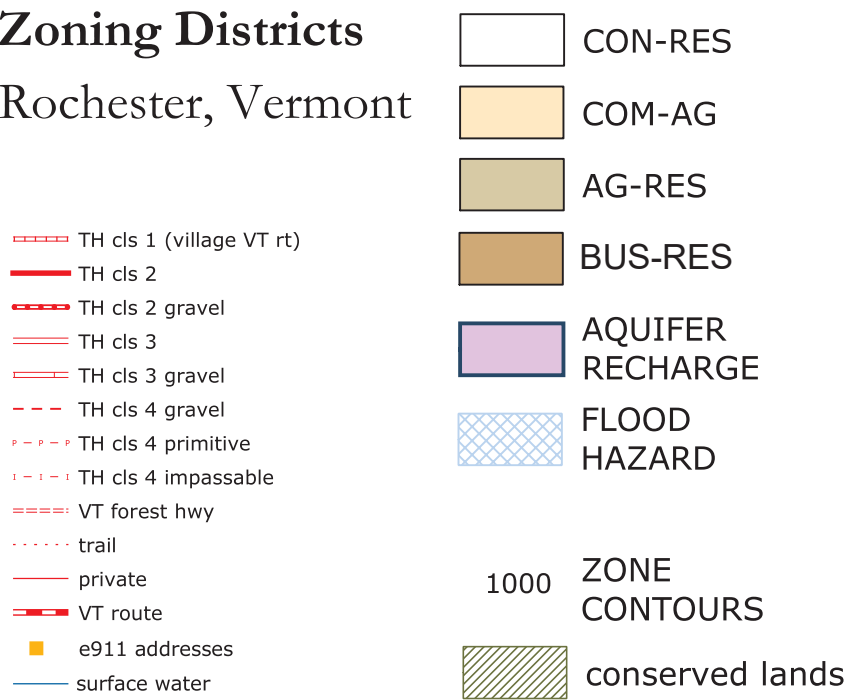 Zoning Districts
Rochester, Vermont
TH cls 1 (village VT rt)
TH cls 2
TH cls 2 gravel
TH cls 3
TH cls 3 gravel
TH cls 4 gravel
P P P TH cls 4 primitive
I I I TH cls 4 impassable
VT forest hwy
trail
private
VT route
e911 addresses
surface water
CON-RES
COM-AG
AG-RES
BUS-RES
AQUIFER
RECHARGE
FLOOD
HAZARD
1000
ZONE
CONTOURS
conserved lands